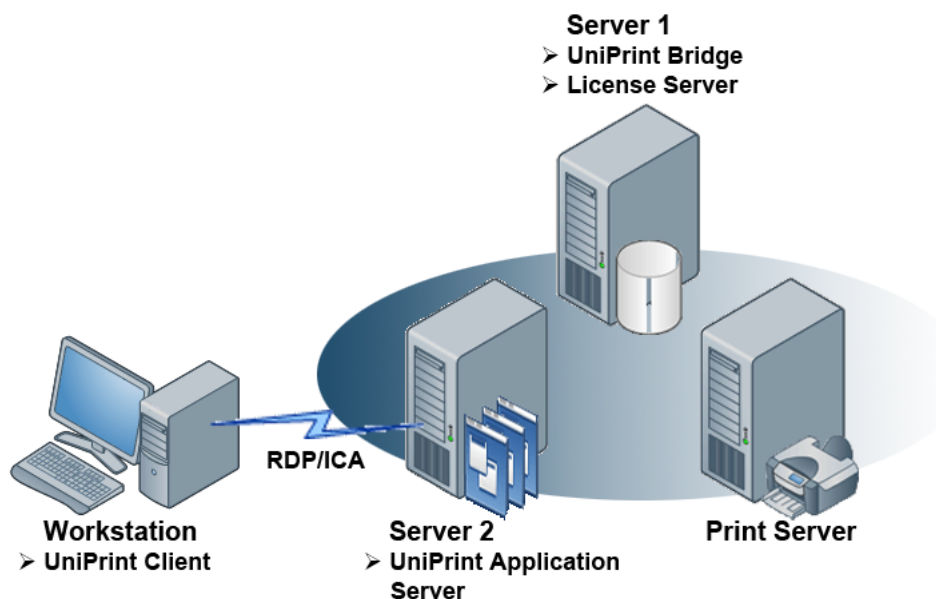 Server 1
➢ UniPrint Bridge
➢ License Server
RDP/ICA
Workstation
➢ UniPrint Client
Server 2
➢ UniPrint Application
Server
Print Server